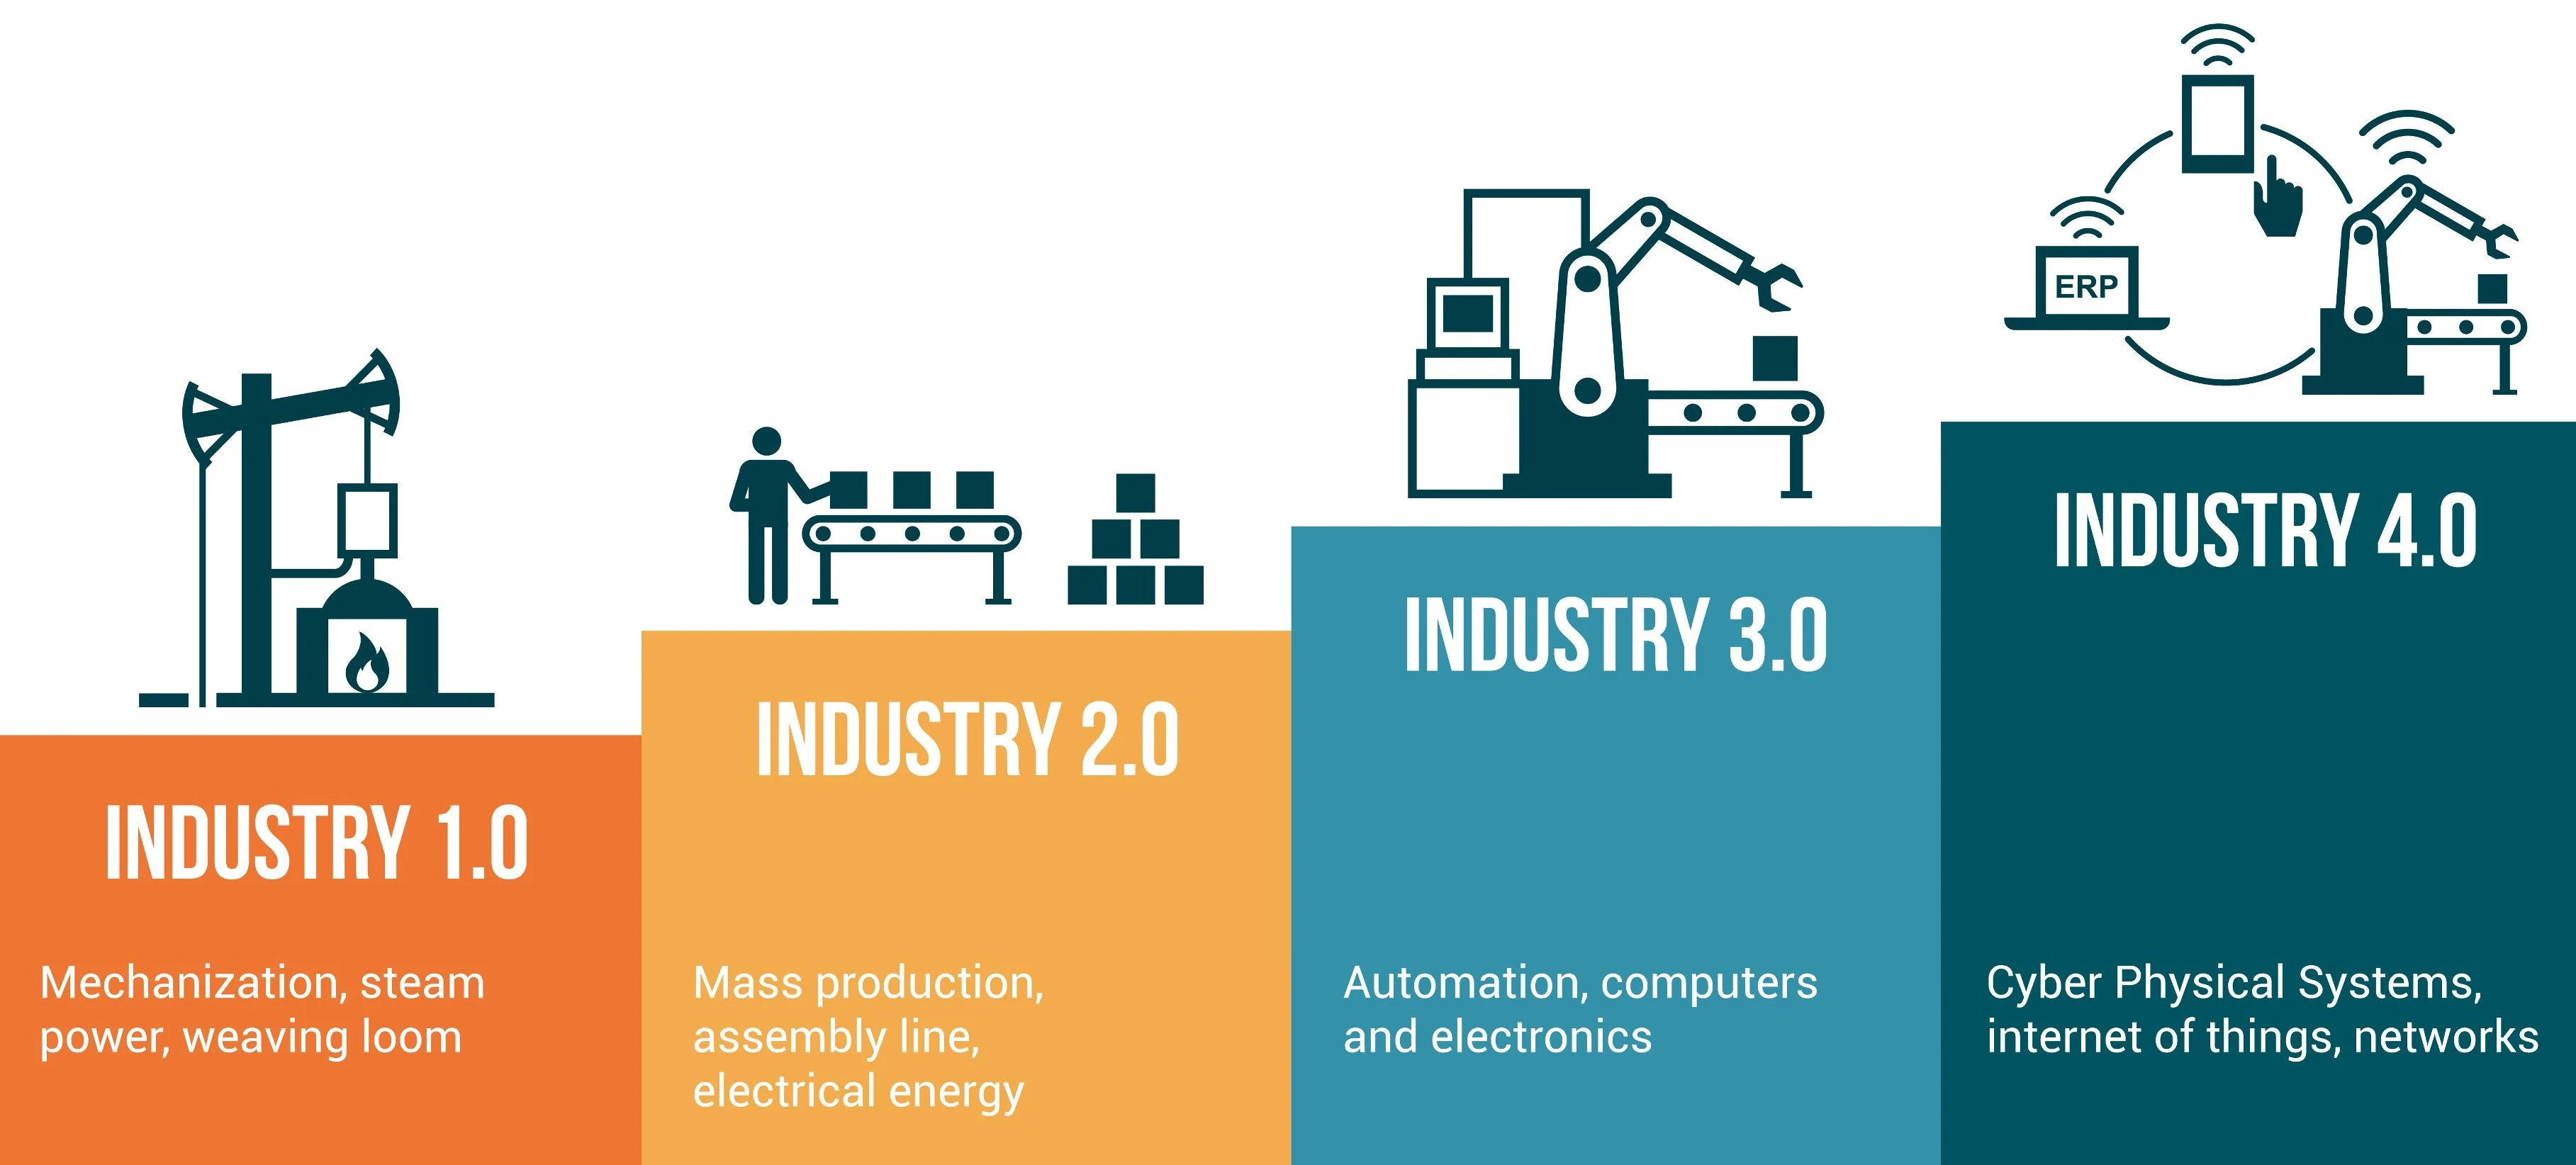 INDUSTRY 1.0
Mechanization, steam
power, weaving loom
INDUSTRY 2.0
Mass production,
assembly line,
electrical energy
INDUSTRY 3.0
Automation, computers
and electronics
ERP
INDUSTRY 4.0
Cyber Physical Systems,
internet of things, networks